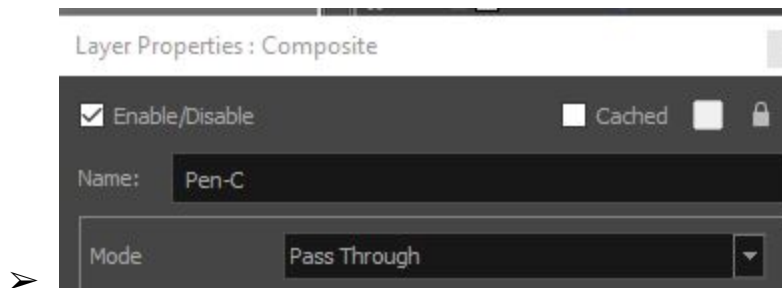 Layer Properties : Composite
Enable/Disable Cached
Name: Pen-C
Mode Pass Through